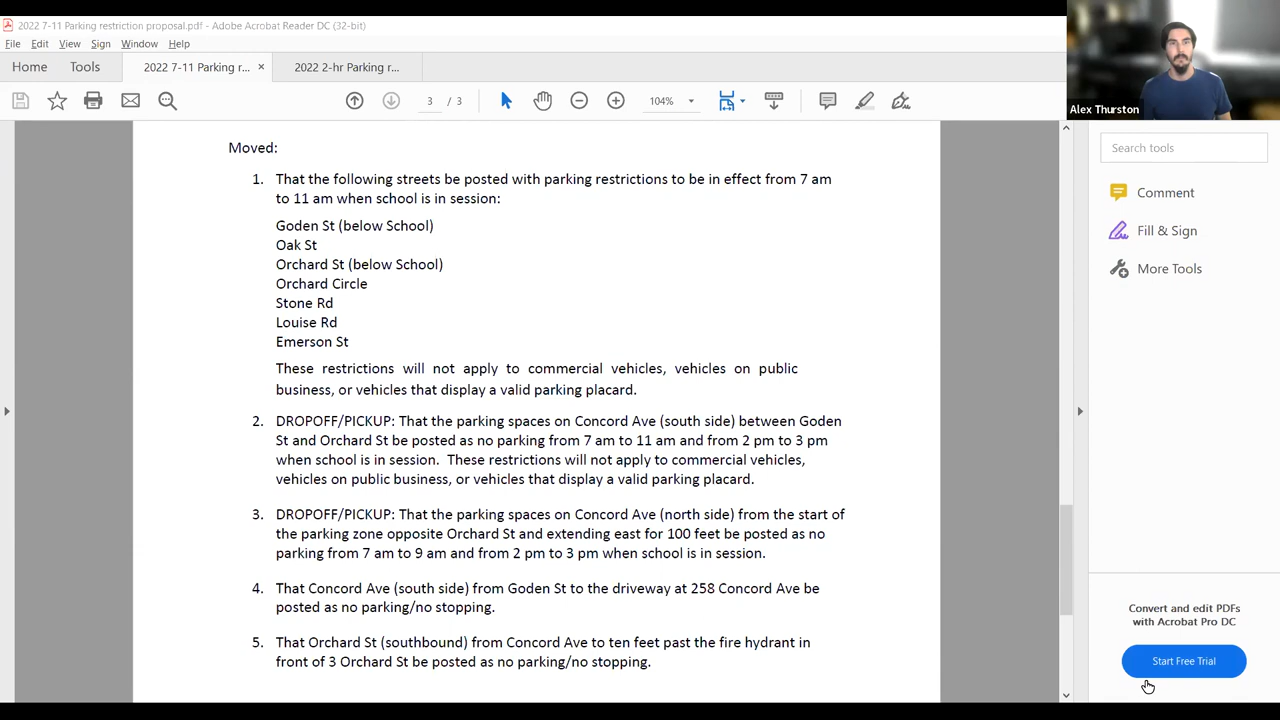 2022 7-11 Parking restriction proposal.pdf - Adobe Acrobat Reader DC (32-bit)
File Edit View Sign Window Help
Home Tools 2022 7-11 Parking r... × 2022 2-hr Parking r...
3 / 3 104%
Alex Thurston
Moved:
1. That the following streets be posted with parking restrictions to be in effect from 7 am
to 11 am when school is in session:
Goden St (below School)
Oak St
Orchard St (below School)
Orchard Circle
Stone Rd
Louise Rd
Emerson St
These restrictions will not apply to commercial vehicles, vehicles on public
business, or vehicles that display a valid parking placard.
2. DROPOFF/PICKUP: That the parking spaces on Concord Ave (south side) between Goden
St and Orchard St be posted as no parking from 7 am to 11 am and from 2 pm to 3 pm
when school is in session. These restrictions will not apply to commercial vehicles,
vehicles on public business, or vehicles that display a valid parking placard.
3. DROPOFF/PICKUP: That the parking spaces on Concord Ave (north side) from the start of
the parking zone opposite Orchard St and extending east for 100 feet be posted as no
parking from 7 am to 9 am and from 2 pm to 3 pm when school is in session.
4. That Concord Ave (south side) from Goden St to the driveway at 258 Concord Ave be
posted as no parking/no stopping.
5. That Orchard St (southbound) from Concord Ave to ten feet past the fire hydrant in
front of 3 Orchard St be posted as no parking/no stopping.
Search tools
Comment
Fill & Sign
More Tools
Convert and edit PDFs
with Acrobat Pro DC
Start Free Trial